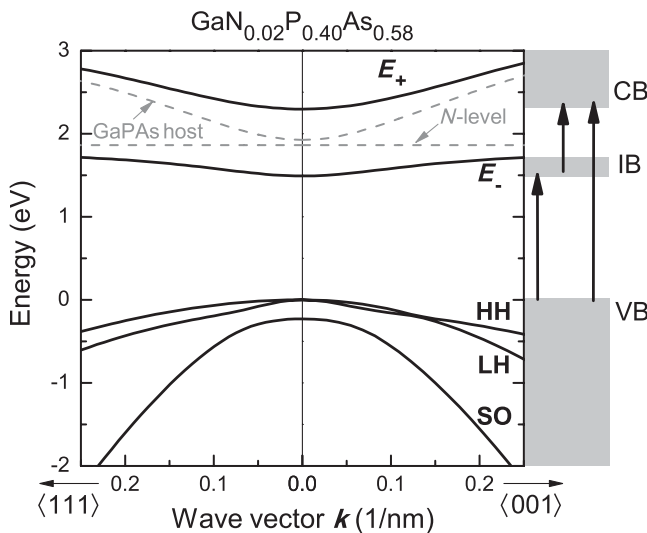 GaN0.02P0.40As0.58
3
2
1
0
-1
-2
Energy (eV)
E+
GaPAs host
N-level
E-
HH
LH
SO
CB
IB
VB
0.2 0.1 0.0 0.1 0.2
⟨111⟩ Wave vector k (1/nm) ⟨001⟩